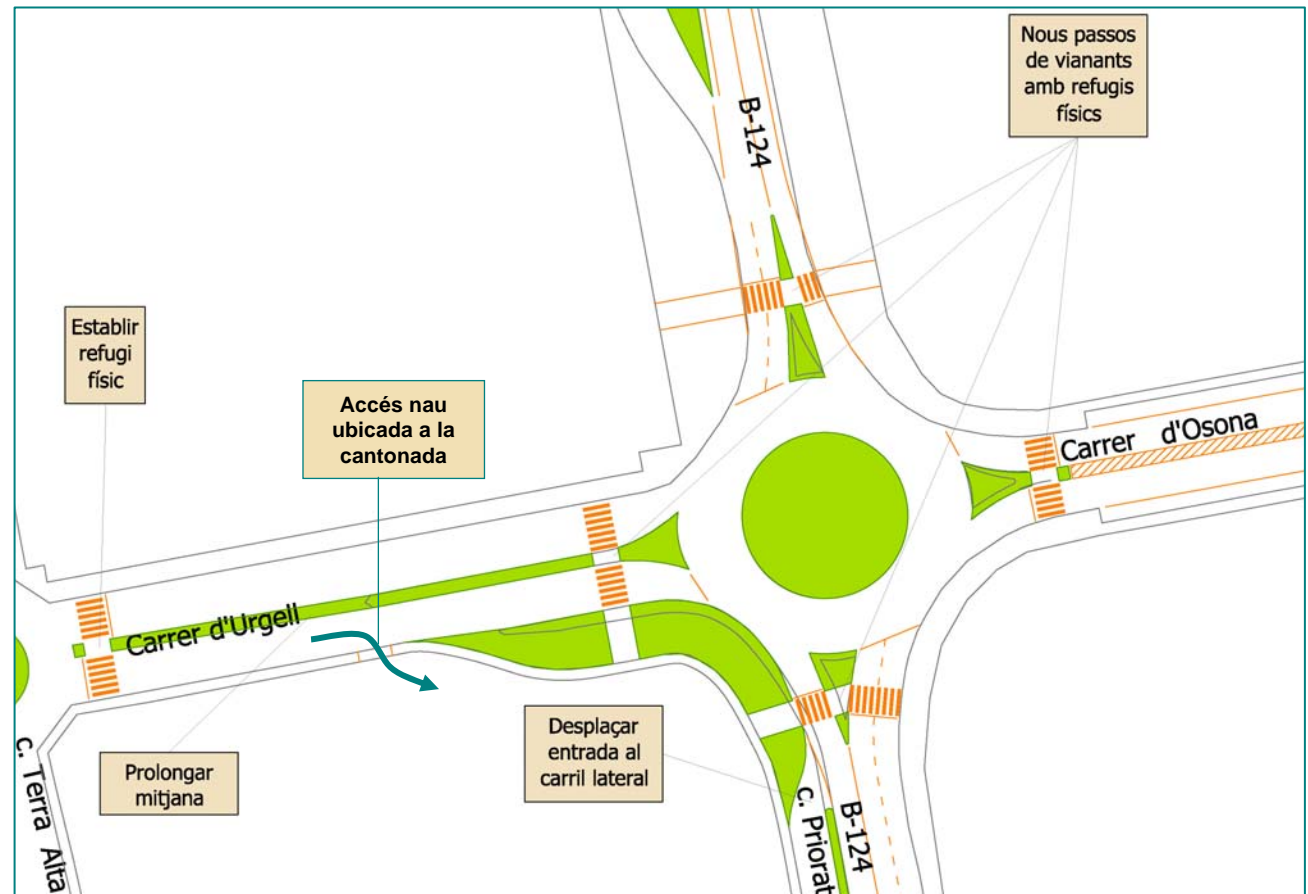 Nous passos
de vianants
amb refugis
físics
B-124
Establir
refugi
físic
Accés nau
ubicada a la
cantonada
Carrer d'Osona
Carrer d'Urgell
Desplaçar
entrada al
carril lateral
Prolongar
mitjana
c. Terra Alta
c. Priorat
B-124